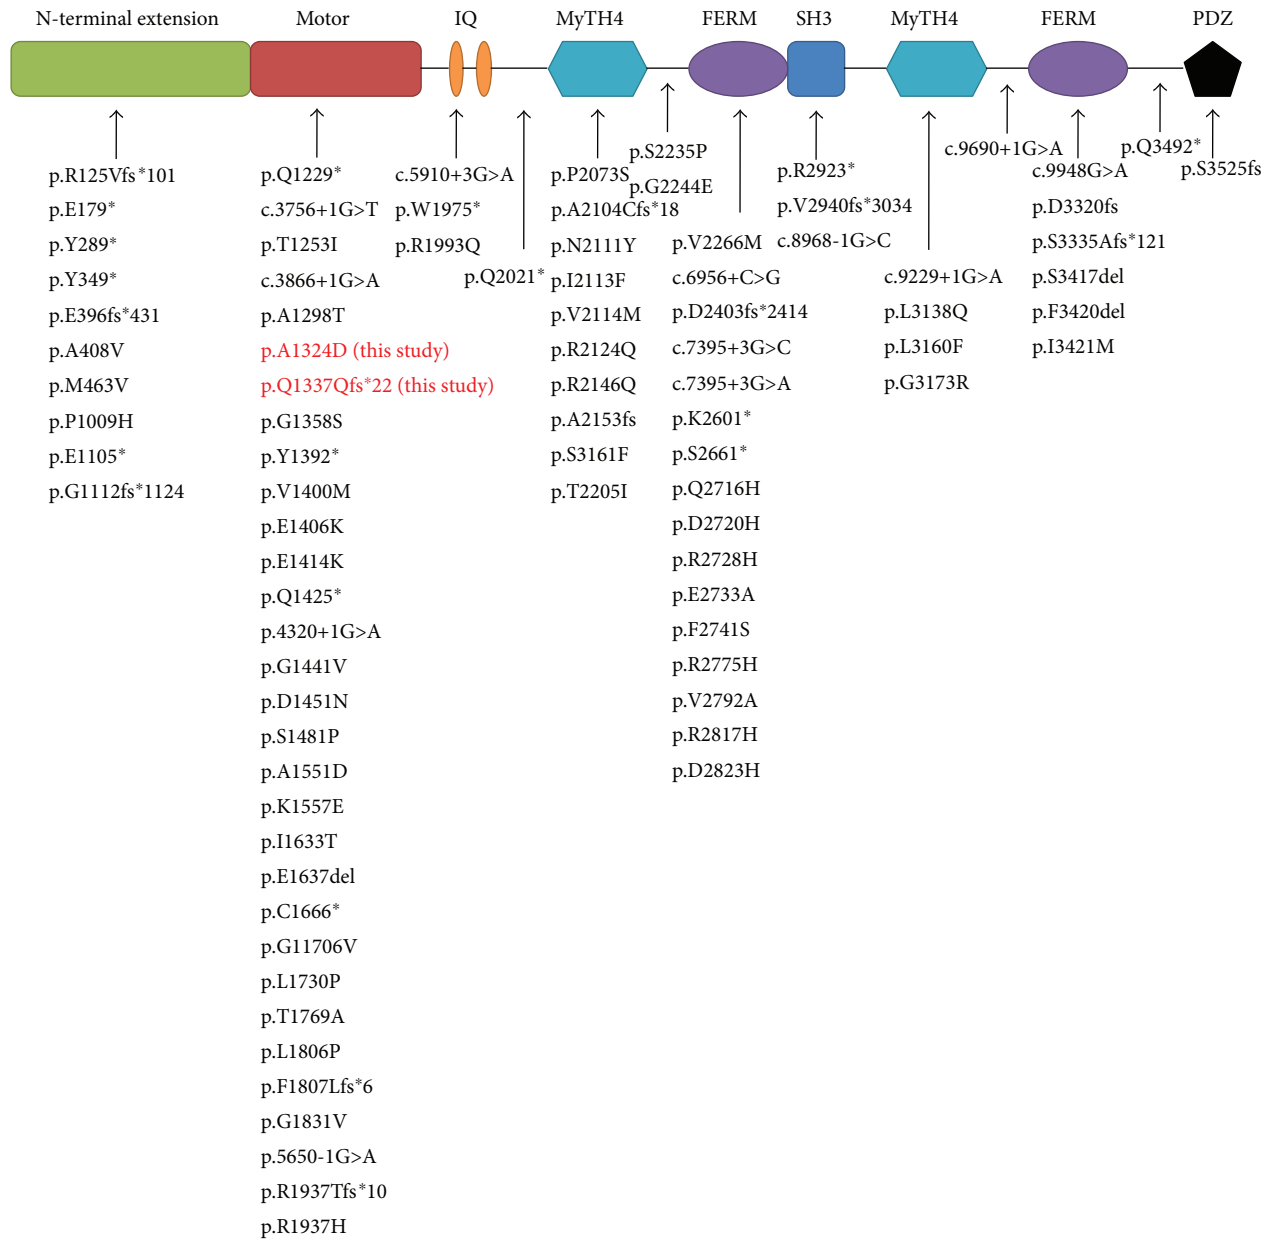 N-terminal extension
Motor
IQ
MyTH4
FERM
SH3
MyTH4
FERM
PDZ
p.R125Vfs*101
p.E179*
p.Y289*
p.Y349*
p.E396fs*431
p.A408V
p.M463V
p.P1009H
p.E1105*
p.G1112fs*1124
p.Q1229*
c.3756+1G>T
p.T1253I
c.3866+1G>A
p.A1298T
p.A1324D (this study)
p.Q1337Qfs*22 (this study)
p.G1358S
p.Y1392*
p.V1400M
p.E1406K
p.E1414K
p.Q1425*
p.4320+1G>A
p.G1441V
p.D1451N
p.S1481P
p.A1551D
p.K1557E
p.I1633T
p.E1637del
p.C1666*
p.G11706V
p.L1730P
p.T1769A
p.L1806P
p.F1807Lfs*6
p.G1831V
p.5650-1G>A
p.R1937Tfs*10
p.R1937H
c.5910+3G>A
p.W1975*
p.R1993Q
p.Q2021*
p.P2073S
p.A2104Cfs*18
p.N2111Y
p.I2113F
p.V2114M
p.R2124Q
p.R2146Q
p.A2153fs
p.S3161F
p.T2205I
p.S2235P
p.G2244E
p.V2266M
c.6956+C>G
p.D2403fs*2414
c.7395+3G>C
c.7395+3G>A
p.K2601*
p.S2661*
p.Q2716H
p.D2720H
p.R2728H
p.E2733A
p.F2741S
p.R2775H
p.V2792A
p.R2817H
p.D2823H
p.R2923*
p.V2940fs*3034
c.8968-1G>C
c.9229+1G>A
p.L3138Q
p.L3160F
p.G3173R
c.9690+1G>A
c.9948G>A
p.D3320fs
p.S3335Afs*121
p.S3417del
p.F3420del
p.I3421M
p.Q3492*
p.S3525fs